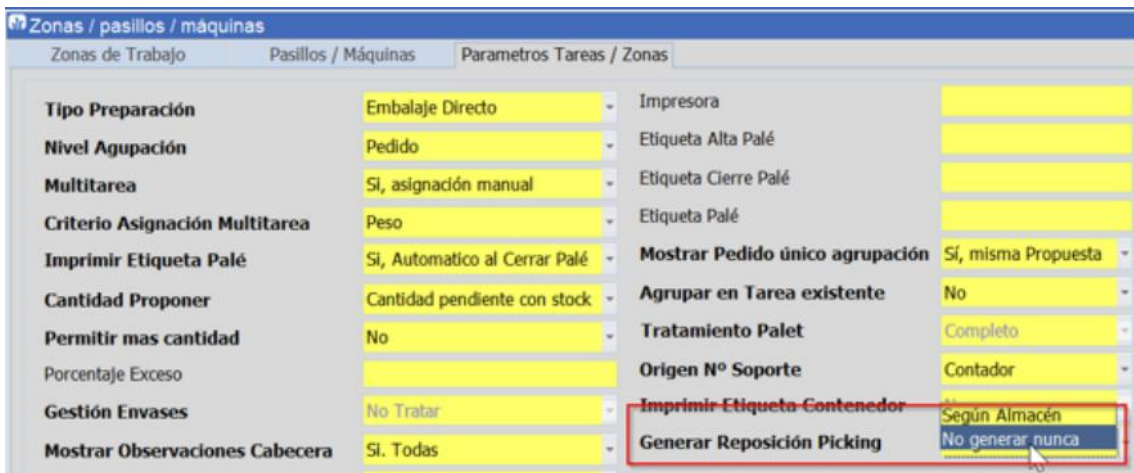 Zonas / pasillos / máquinas
Zonas de Trabajo Pasillos / Máquinas Parametros Tareas / Zonas
Tipo Preparación Embalaje Directo
Nivel Agupación Pedido
Multitarea Si, asignación manual
Criterio Asignación Multitarea Peso
Imprimir Etiqueta Palé Si, Automatico al Cerrar Palé
Cantidad Proponer Cantidad pendiente con stock
Permitir mas cantidad No
Porcentaje Exceso
Gestión Envases No Tratar
Mostrar Observaciones Cabecera Si. Todas
Impresora
Etiqueta Alta Palé
Etiqueta Cierre Palé
Etiqueta Palé
Mostrar Pedido único agrupación Sí, misma Propuesta
Agrupar en Tarea existente No
Tratamiento Palet Completo
Origen Nº Soporte Contador
Imprimir Etiqueta Contenedor
Según Almacén
Generar Reposición Picking No generar nunca